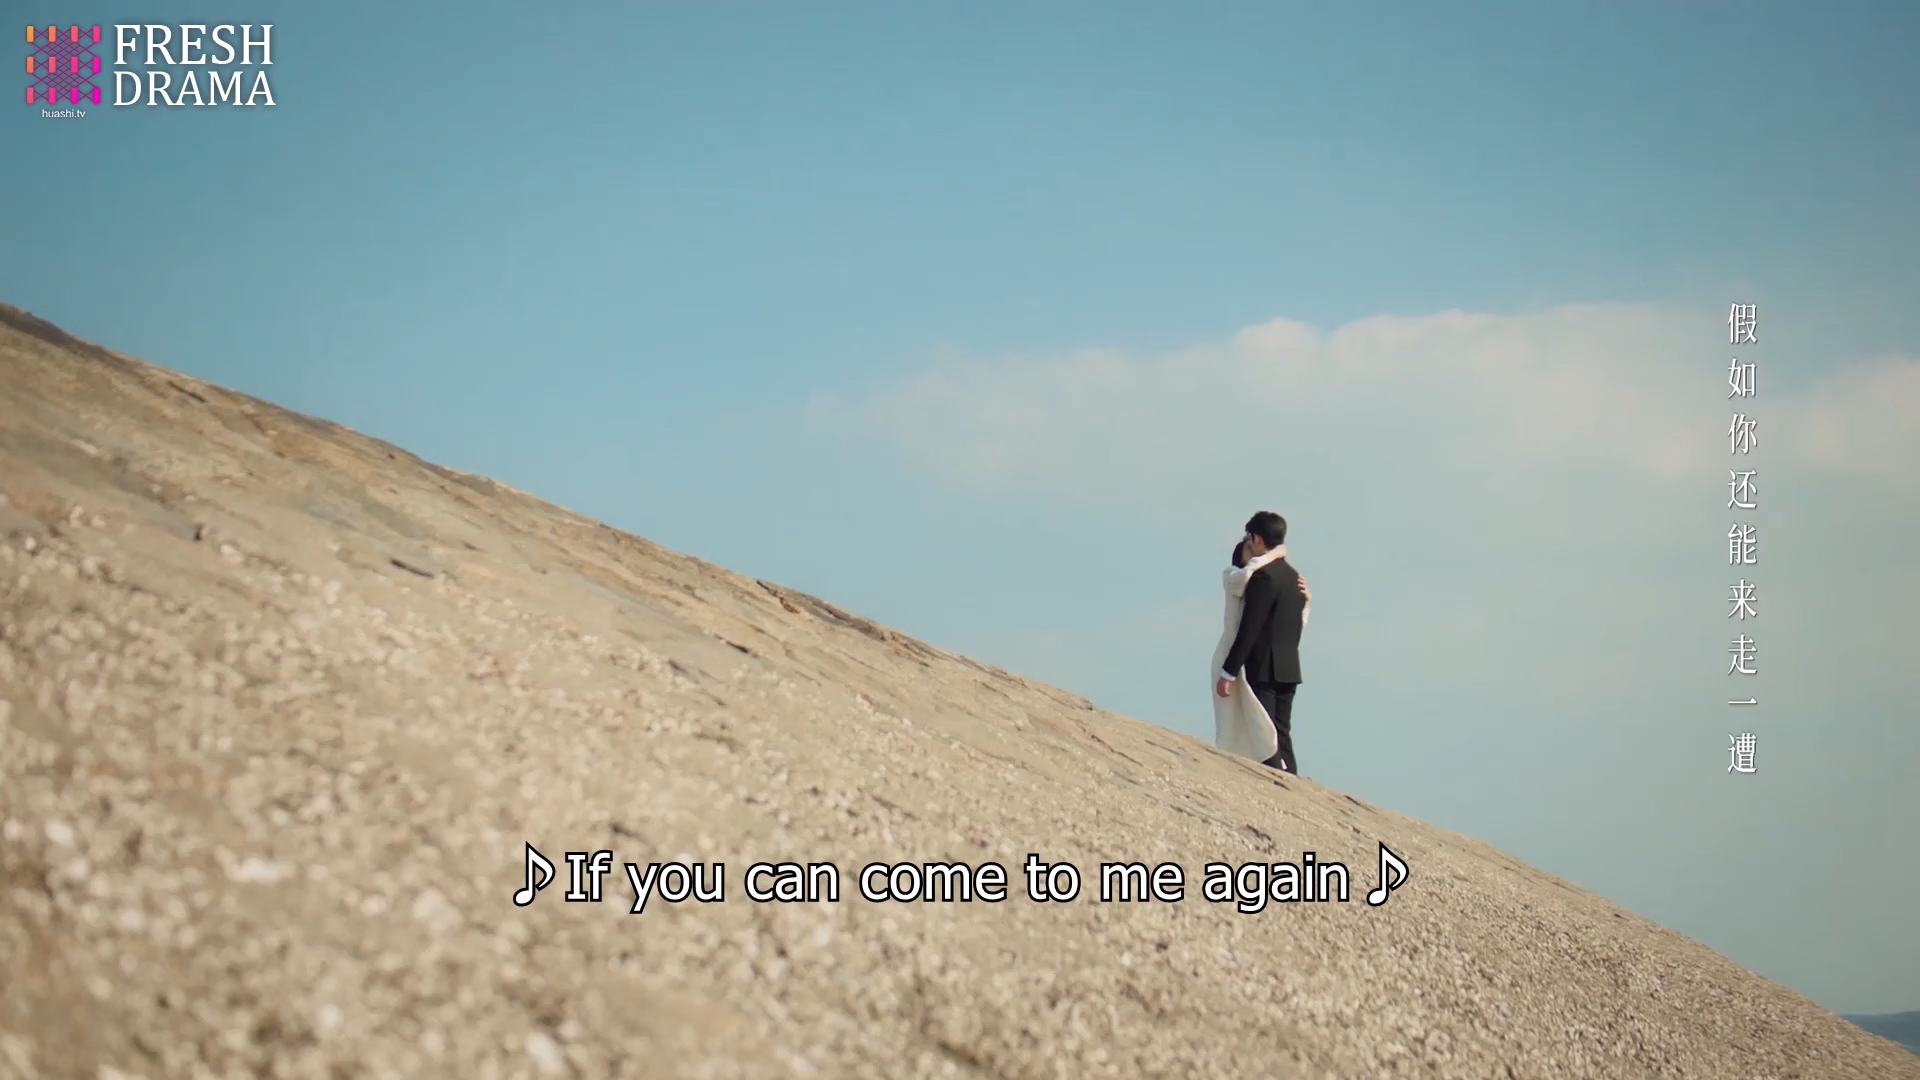 FRESH
DRAMA
huashi.tv
假如你还能来走一遭
♪If you can come to me again♪